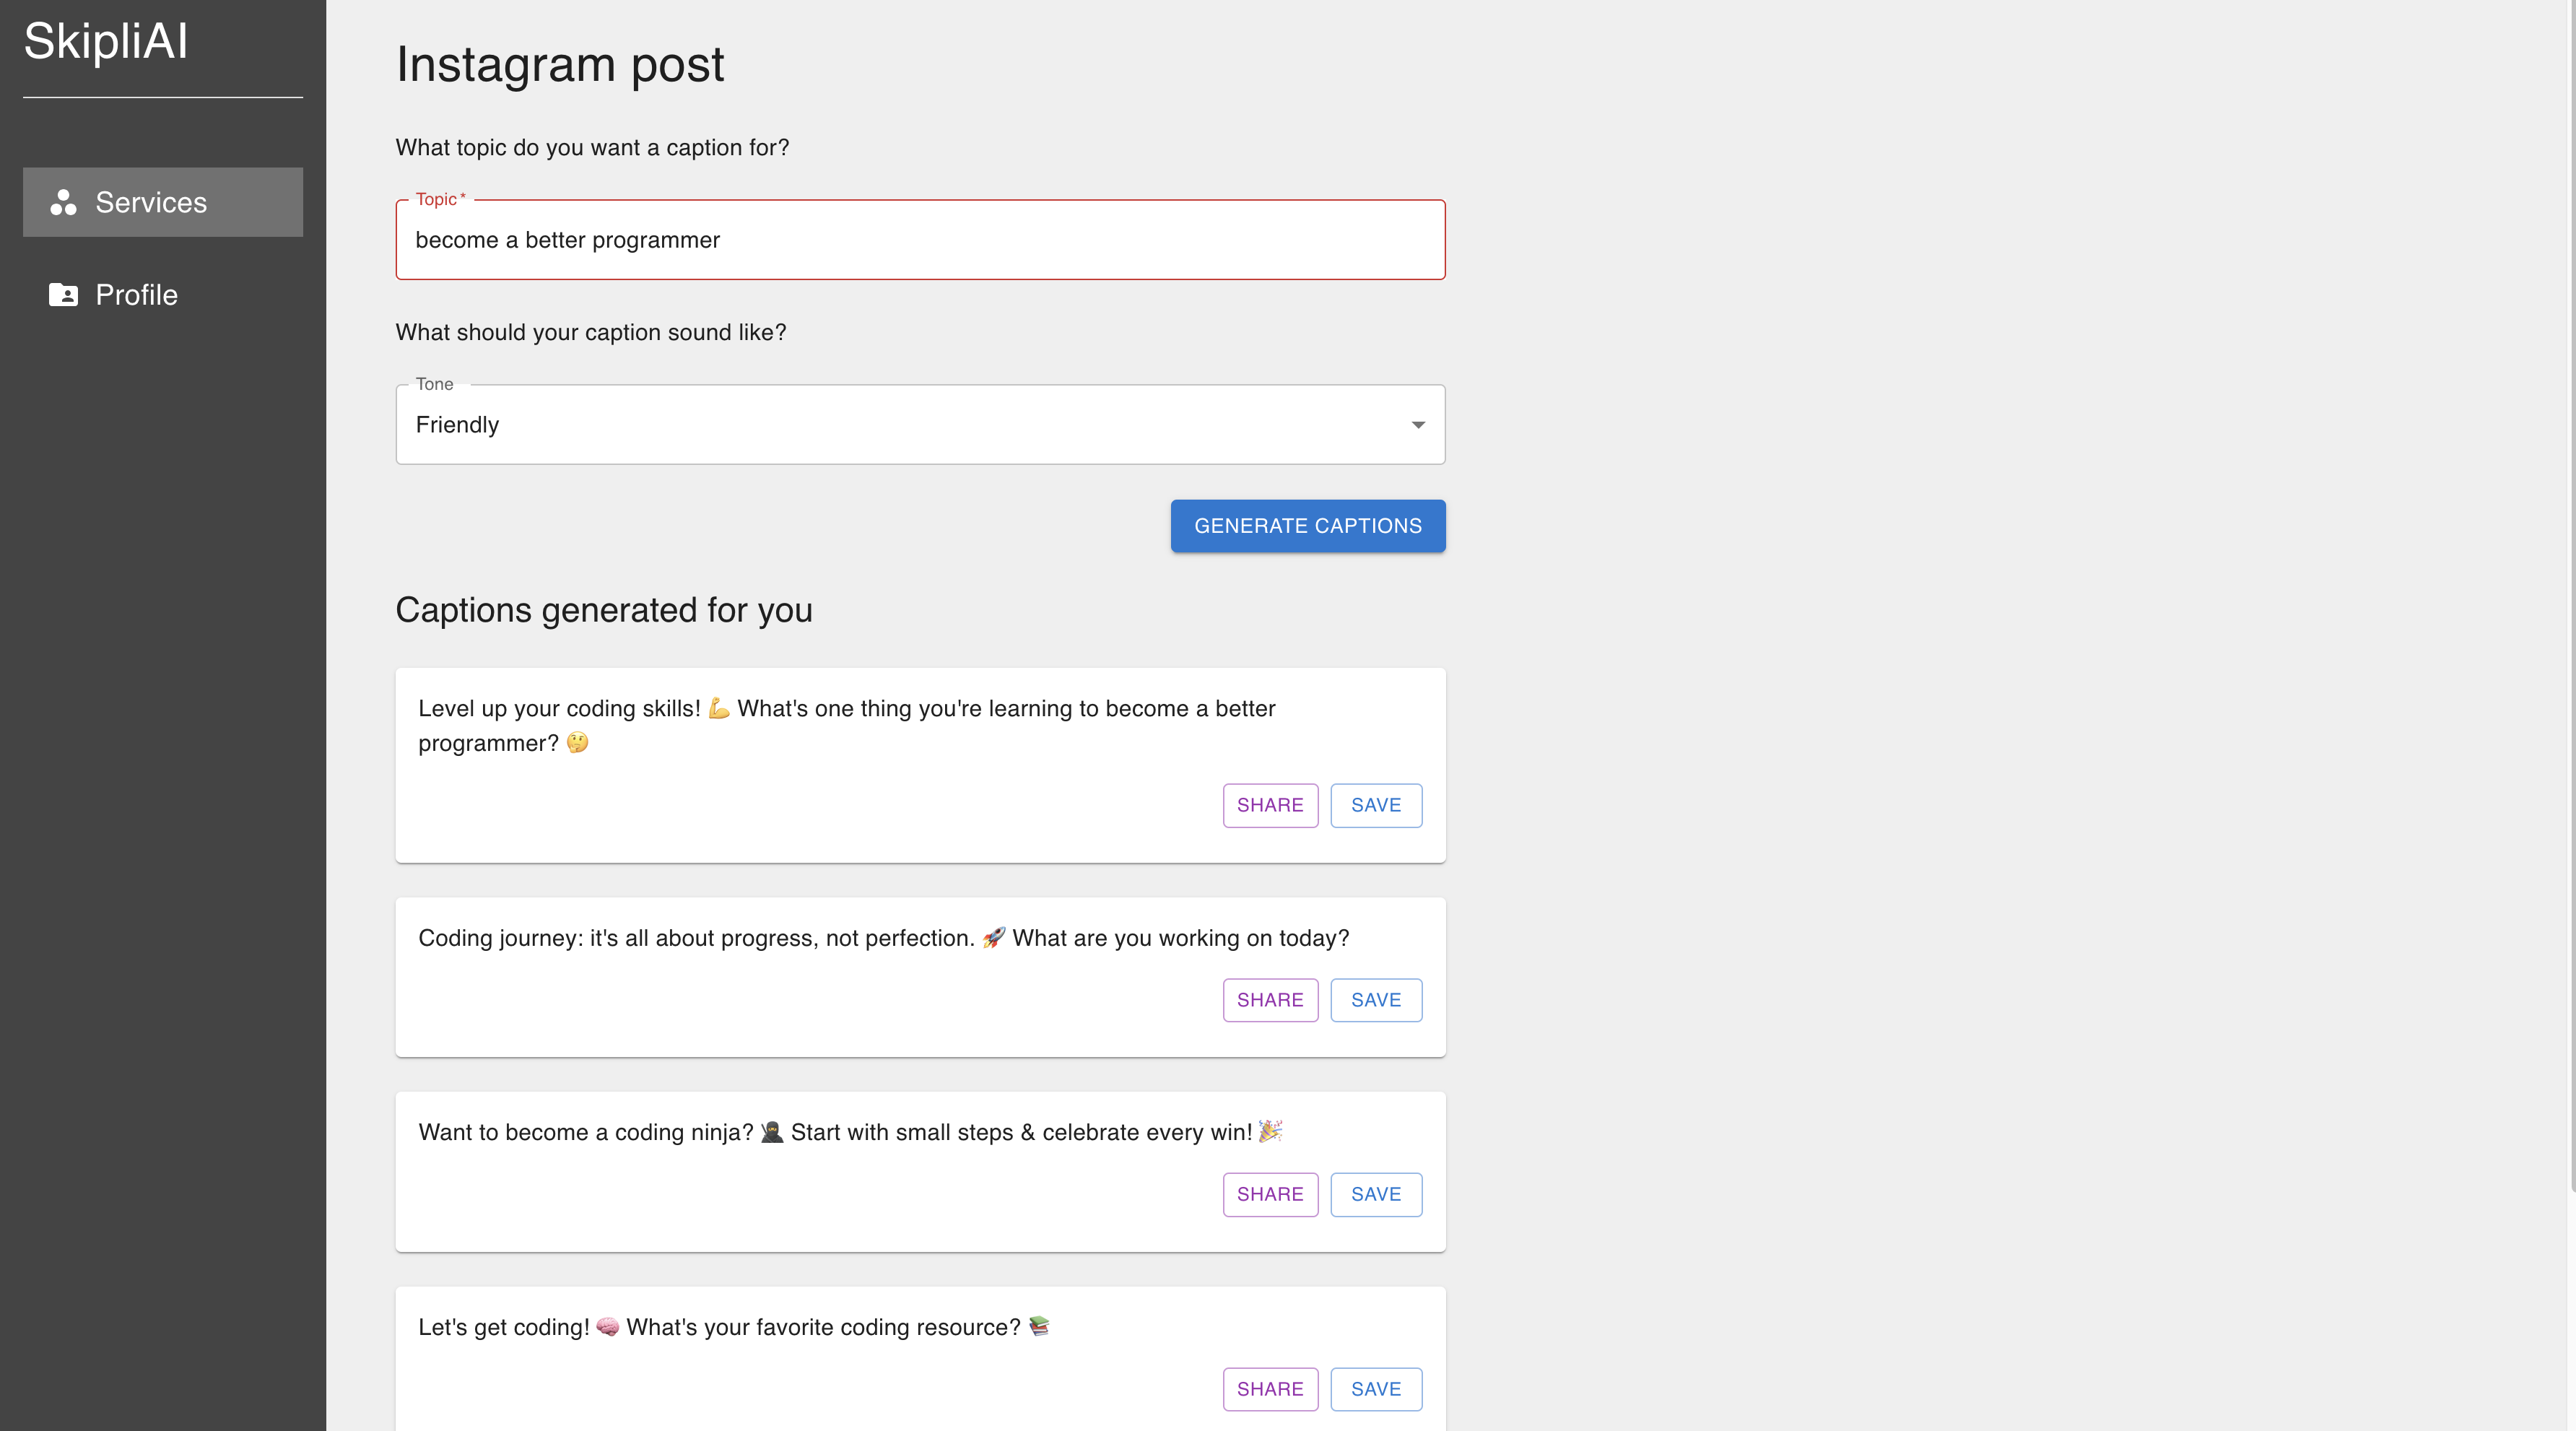 SkipliAI
Services
Profile
Instagram post
What topic do you want a caption for?
Topic *
become a better programmer
What should your caption sound like?
Tone
Friendly
GENERATE CAPTIONS
Captions generated for you
Level up your coding skills! 💪 What's one thing you're learning to become a better
programmer? 🤔
SHARE SAVE
Coding journey: it's all about progress, not perfection. 🚀 What are you working on today?
SHARE SAVE
Want to become a coding ninja? 🥷 Start with small steps & celebrate every win! 🎉
SHARE SAVE
Let's get coding! 🧠 What's your favorite coding resource? 📚
SHARE SAVE